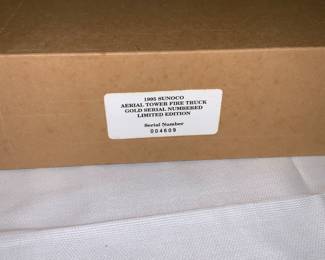 1995 SUNOCO
AERIAL TOWER FIRE TRUCK
GOLD SERIAL NUMBERED
LIMITED EDITION
Serial Number
004609